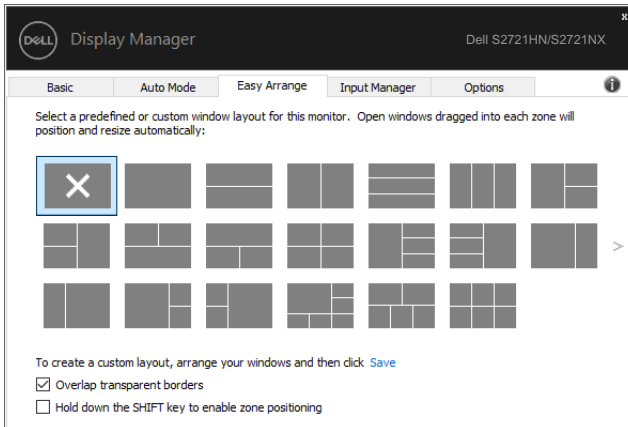 x
DELL
Display Manager
Dell S2721HN/S2721NX
Basic
Auto Mode
Easy Arrange
Input Manager
Options
i
Select a predefined or custom window layout for this monitor. Open windows dragged into each zone will
position and resize automatically:
>
To create a custom layout, arrange your windows and then click Save
Overlap transparent borders
Hold down the SHIFT key to enable zone positioning